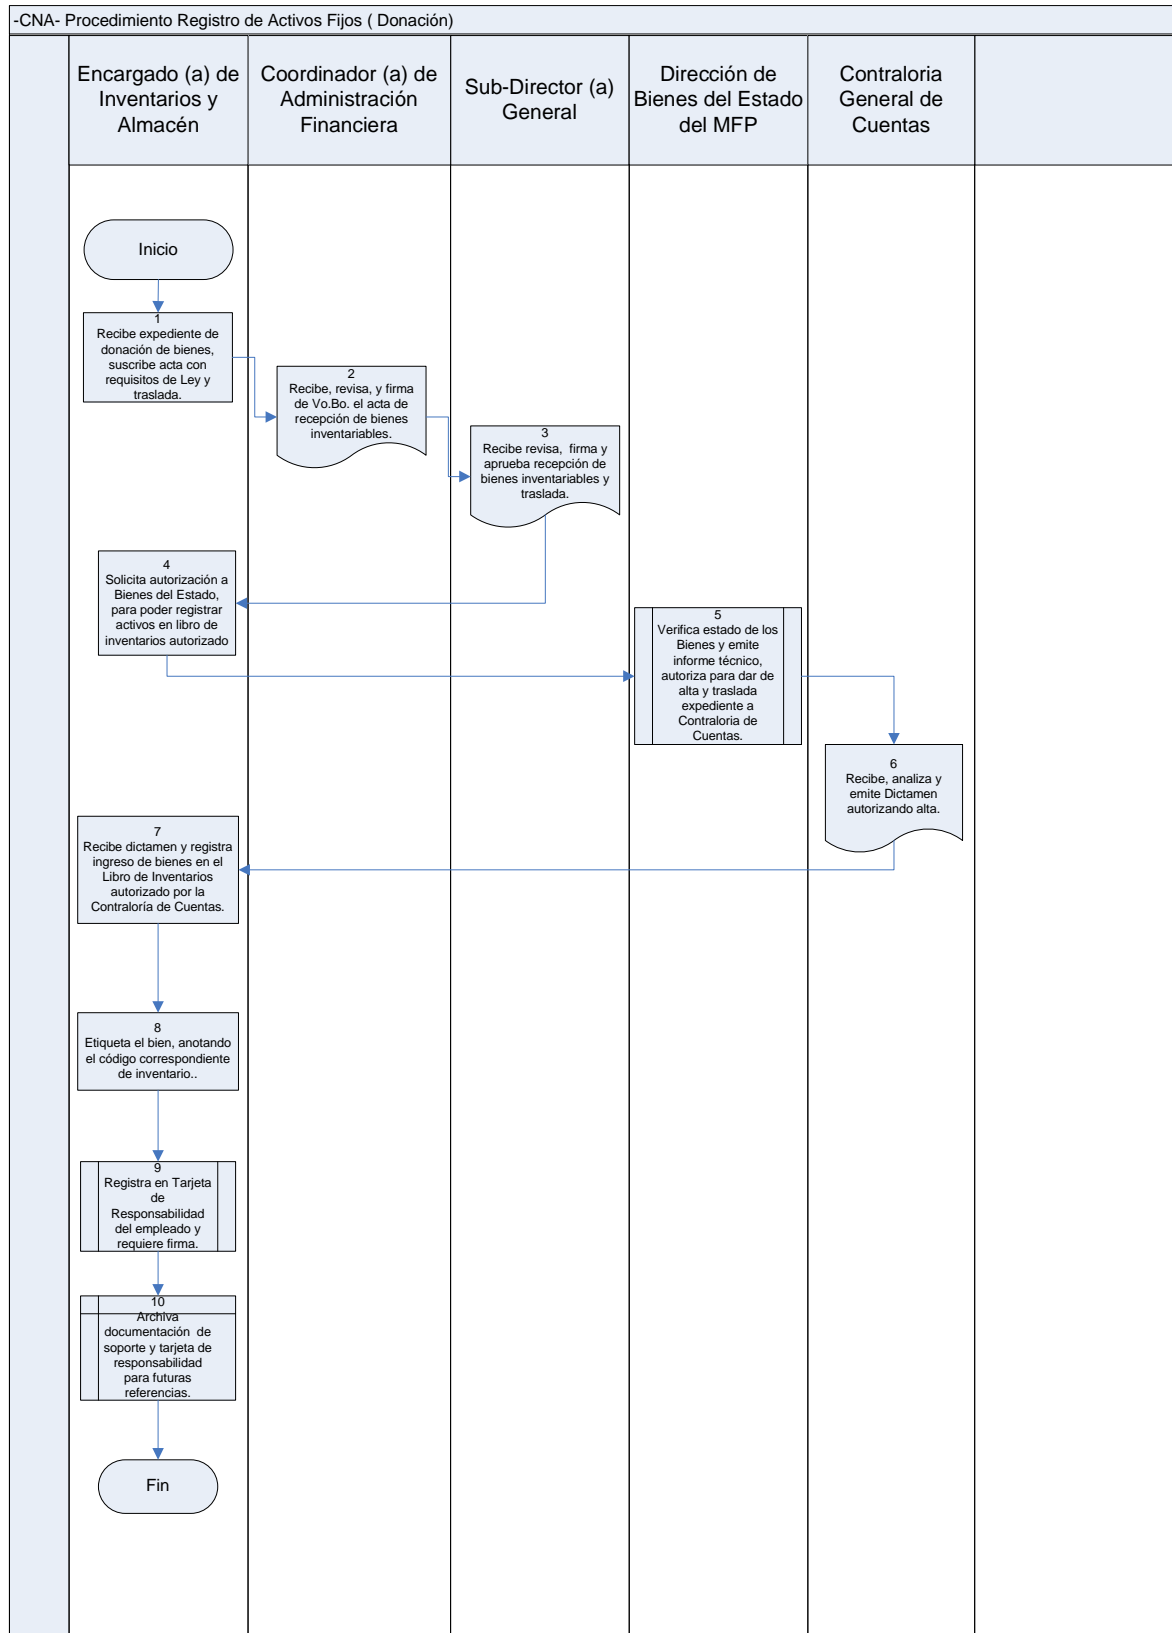 -CNA- Procedimiento Registro de Activos Fijos ( Donación)
Encargado (a) de
Inventarios y
Almacén
Coordinador (a) de
Administración
Financiera
Sub-Director (a)
General
Dirección de
Bienes del Estado
del MFP
Contraloria
General de
Cuentas
Inicio
1
Recibe expediente de
donación de bienes,
suscribe acta con
requisitos de Ley y
traslada.
2
Recibe, revisa, y firma
de Vo.Bo. el acta de
recepción de bienes
inventariables.
3
Recibe revisa,  firma y
aprueba recepción de
bienes inventariables y
traslada.
4
Solicita autorización a
Bienes del Estado,
para poder registrar
activos en libro de
inventarios autorizado
5
Verifica estado de los
Bienes y emite
informe técnico,
autoriza para dar de
alta y traslada
expediente a
Contraloria de
Cuentas.
6
Recibe, analiza y
emite Dictamen
autorizando alta.
7
Recibe dictamen y registra
ingreso de bienes en el
Libro de Inventarios
autorizado por la
Contraloría de Cuentas.
8
Etiqueta el bien, anotando
el código correspondiente
de inventario..
9
Registra en Tarjeta
de
Responsabilidad
del empleado y
requiere firma.
10
Archiva
documentación  de
soporte y tarjeta de
responsabilidad
para futuras
referencias.
Fin